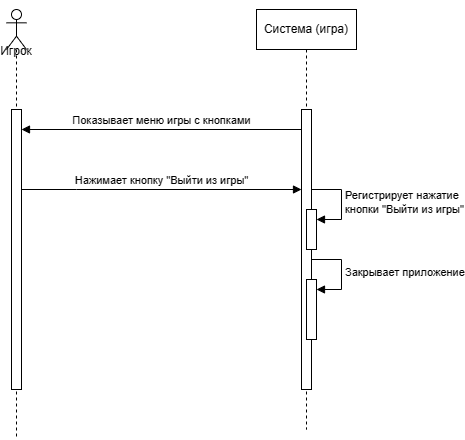 Игрок
Система (игра)
Показывает меню игры с кнопками
Нажимает кнопку "Выйти из игры"
Регистрирует нажатие
кнопки "Выйти из игры"
Закрывает приложение